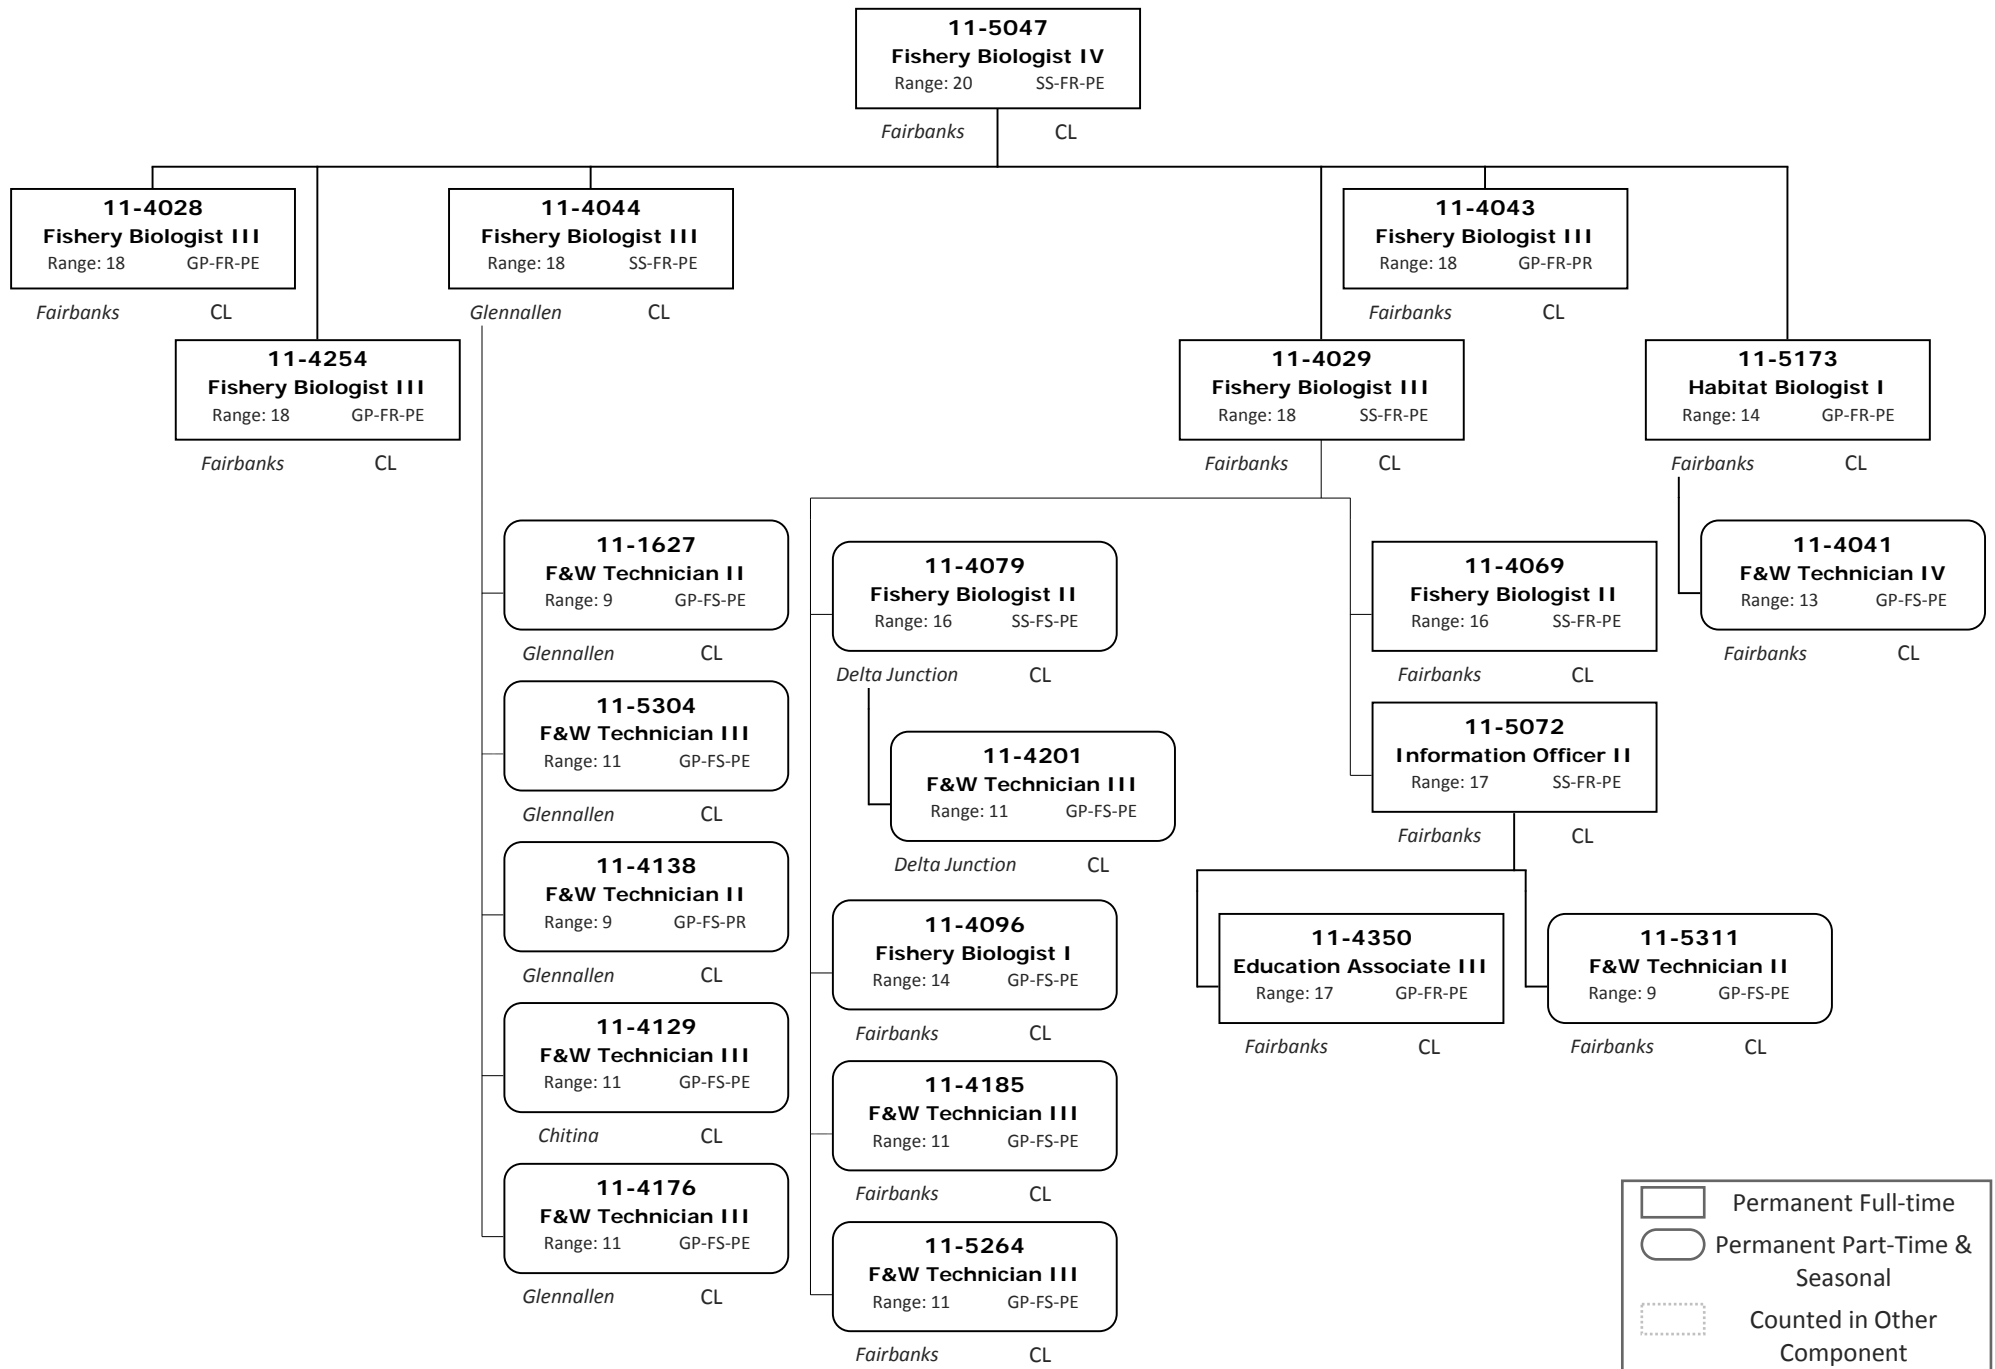 11-5047
Fishery Biologist IV
Range: 20 SS-FR-PE
Fairbanks CL
11-4028
Fishery Biologist III
Range: 18 GP-FR-PE
Fairbanks CL
11-4044
Fishery Biologist III
Range: 18 SS-FR-PE
Glennallen CL
11-4043
Fishery Biologist III
Range: 18 GP-FR-PR
Fairbanks CL
11-4254
Fishery Biologist III
Range: 18 GP-FR-PE
Fairbanks CL
11-4029
Fishery Biologist III
Range: 18 SS-FR-PE
Fairbanks CL
11-5173
Habitat Biologist I
Range: 14 GP-FR-PE
Fairbanks CL
11-1627
F&W Technician II
Range: 9 GP-FS-PE
Glennallen CL
11-5304
F&W Technician III
Range: 11 GP-FS-PE
Glennallen CL
11-4138
F&W Technician II
Range: 9 GP-FS-PR
Glennallen CL
11-4129
F&W Technician III
Range: 11 GP-FS-PE
Chitina CL
11-4176
F&W Technician III
Range: 11 GP-FS-PE
Glennallen CL
11-4079
Fishery Biologist II
Range: 16 SS-FS-PE
Delta Junction CL
11-4201
F&W Technician III
Range: 11 GP-FS-PE
Delta Junction CL
11-4096
Fishery Biologist I
Range: 14 GP-FS-PE
Fairbanks CL
11-4185
F&W Technician III
Range: 11 GP-FS-PE
Fairbanks CL
11-5264
F&W Technician III
Range: 11 GP-FS-PE
Fairbanks CL
11-4069
Fishery Biologist II
Range: 16 SS-FR-PE
Fairbanks CL
11-5072
Information Officer II
Range: 17 SS-FR-PE
Fairbanks CL
11-4350
Education Associate III
Range: 17 GP-FR-PE
Fairbanks CL
11-5311
F&W Technician II
Range: 9 GP-FS-PE
Fairbanks CL
11-4041
F&W Technician IV
Range: 13 GP-FS-PE
Fairbanks CL
Permanent Full-time
Permanent Part-Time &
Seasonal
Counted in Other
Component